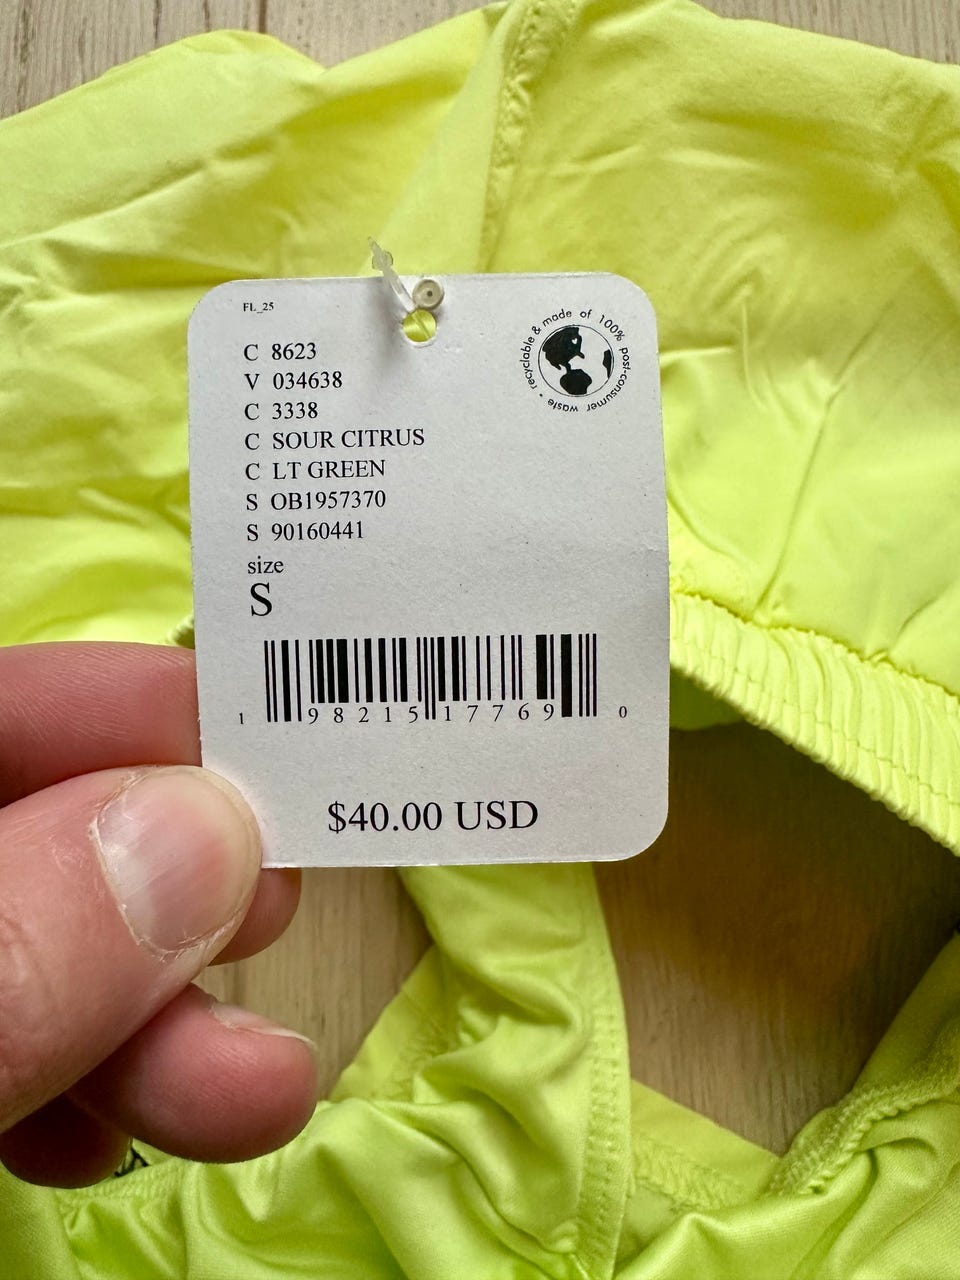 FL_25
recyclable & made of 100% post-consumer waste •
C 8623
V 034638
C 3338
C SOUR CITRUS
C LT GREEN
S OB1957370
S 90160441
size
S
1 98215 17769 0
$40.00 USD